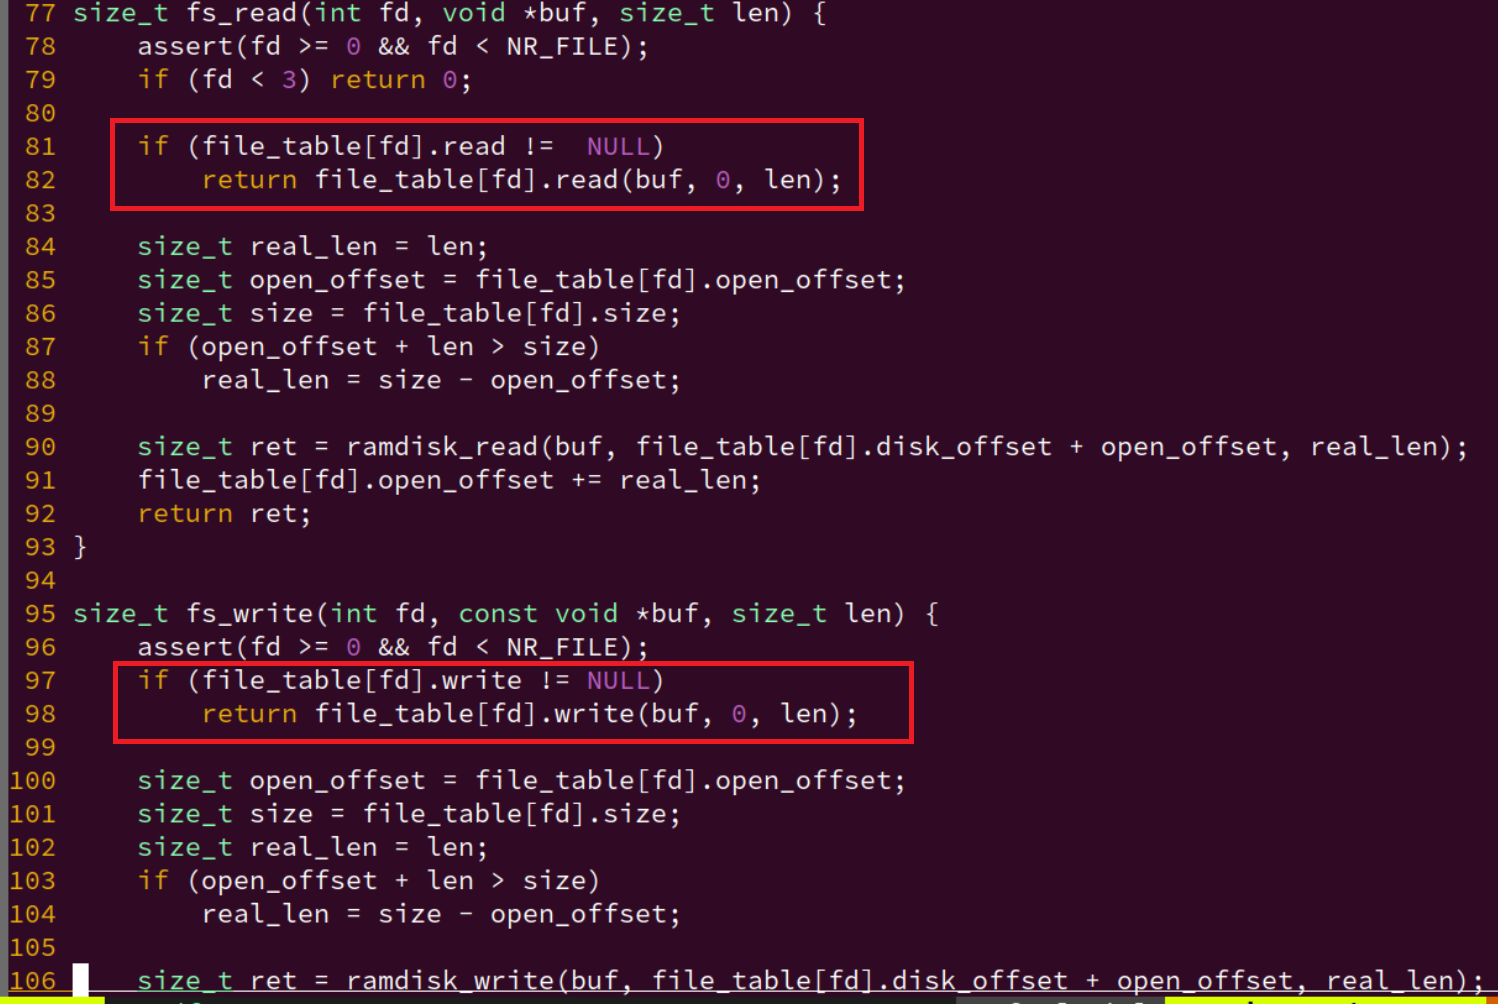 77 size_t fs_read(int fd, void *buf, size_t len) {
78     assert(fd >= 0 && fd < NR_FILE);
79     if (fd < 3) return 0;
80
81     if (file_table[fd].read !=  NULL)
82         return file_table[fd].read(buf, 0, len);
83
84     size_t real_len = len;
85     size_t open_offset = file_table[fd].open_offset;
86     size_t size = file_table[fd].size;
87     if (open_offset + len > size)
88         real_len = size - open_offset;
89
90     size_t ret = ramdisk_read(buf, file_table[fd].disk_offset + open_offset, real_len);
91     file_table[fd].open_offset += real_len;
92     return ret;
93 }
94
95 size_t fs_write(int fd, const void *buf, size_t len) {
96     assert(fd >= 0 && fd < NR_FILE);
97     if (file_table[fd].write != NULL)
98         return file_table[fd].write(buf, 0, len);
99
100     size_t open_offset = file_table[fd].open_offset;
101     size_t size = file_table[fd].size;
102     size_t real_len = len;
103     if (open_offset + len > size)
104         real_len = size - open_offset;
105
106     size_t ret = ramdisk_write(buf, file_table[fd].disk_offset + open_offset, real_len);